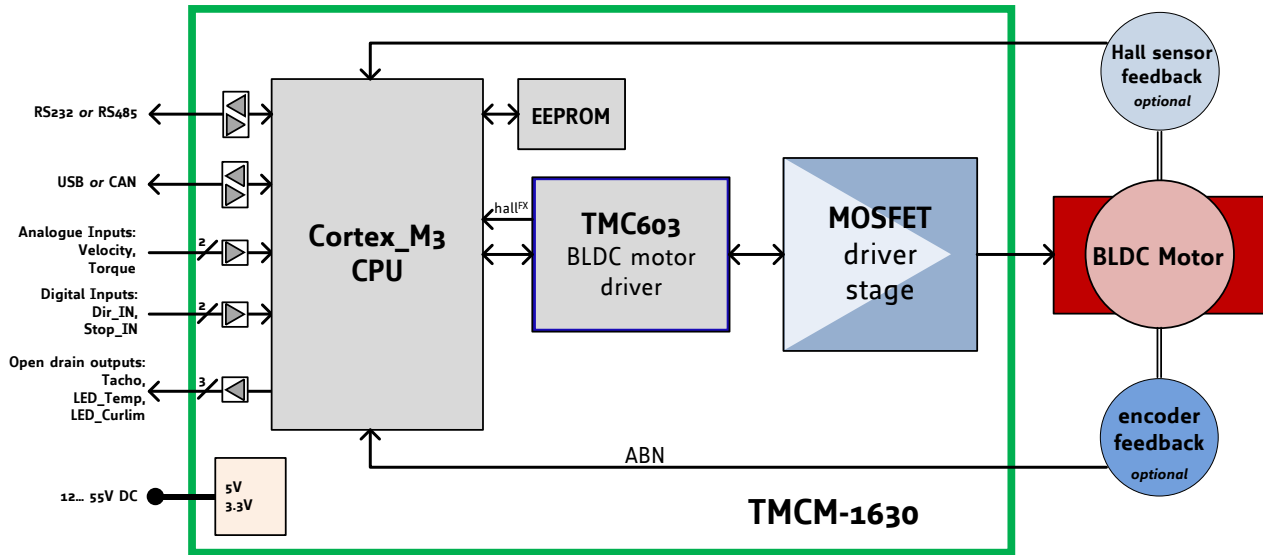 RS232 or RS485
USB or CAN
Analogue Inputs:
Velocity,
Torque
2
Digital Inputs:
Dir_IN,
Stop_IN
2
Open drain outputs:
Tacho,
LED_Temp,
LED_Curlim
3
12... 55V DC
5V
3.3V
Cortex_M3
CPU
EEPROM
hallFX
TMC603
BLDC motor
driver
MOSFET
driver
stage
Hall sensor
feedback
optional
BLDC Motor
encoder
feedback
optional
ABN
TMCM-1630